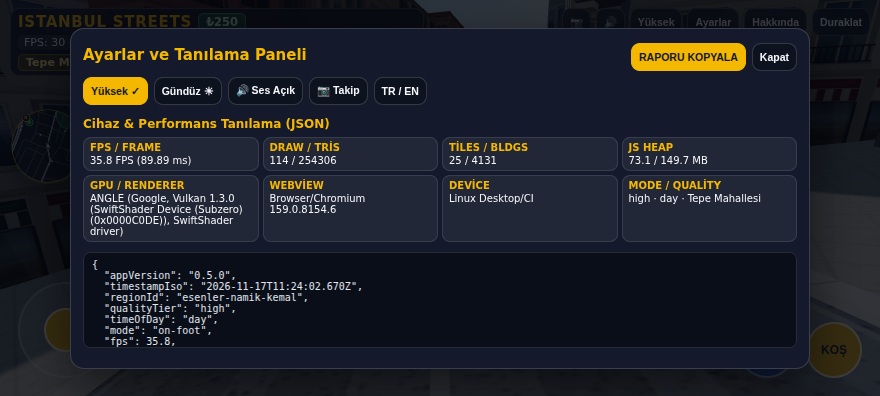 ISTANBUL STREETS ₺250
FPS: 30
Tepe M
Yüksek Ayarlar Hakkında Duraklat
Ayarlar ve Tanılama Paneli
RAPORU KOPYALA Kapat
Yüksek ✓ Gündüz ☀ 🔊 Ses Açık 📷 Takip TR / EN
Cihaz & Performans Tanılama (JSON)
FPS / FRAME
35.8 FPS (89.89 ms)
DRAW / TRİS
114 / 254306
TİLES / BLDGS
25 / 4131
JS HEAP
73.1 / 149.7 MB
GPU / RENDERER
ANGLE (Google, Vulkan 1.3.0
(SwiftShader Device (Subzero)
(0x0000C0DE)), SwiftShader
driver)
WEBVİEW
Browser/Chromium
159.0.8154.6
DEVİCE
Linux Desktop/CI
MODE / QUALİTY
high · day · Tepe Mahallesi
{
"appVersion": "0.5.0",
"timestampIso": "2026-11-17T11:24:02.670Z",
"regionId": "esenler-namik-kemal",
"qualityTier": "high",
"timeOfDay": "day",
"mode": "on-foot",
"fps": 35.8,
KOŞ